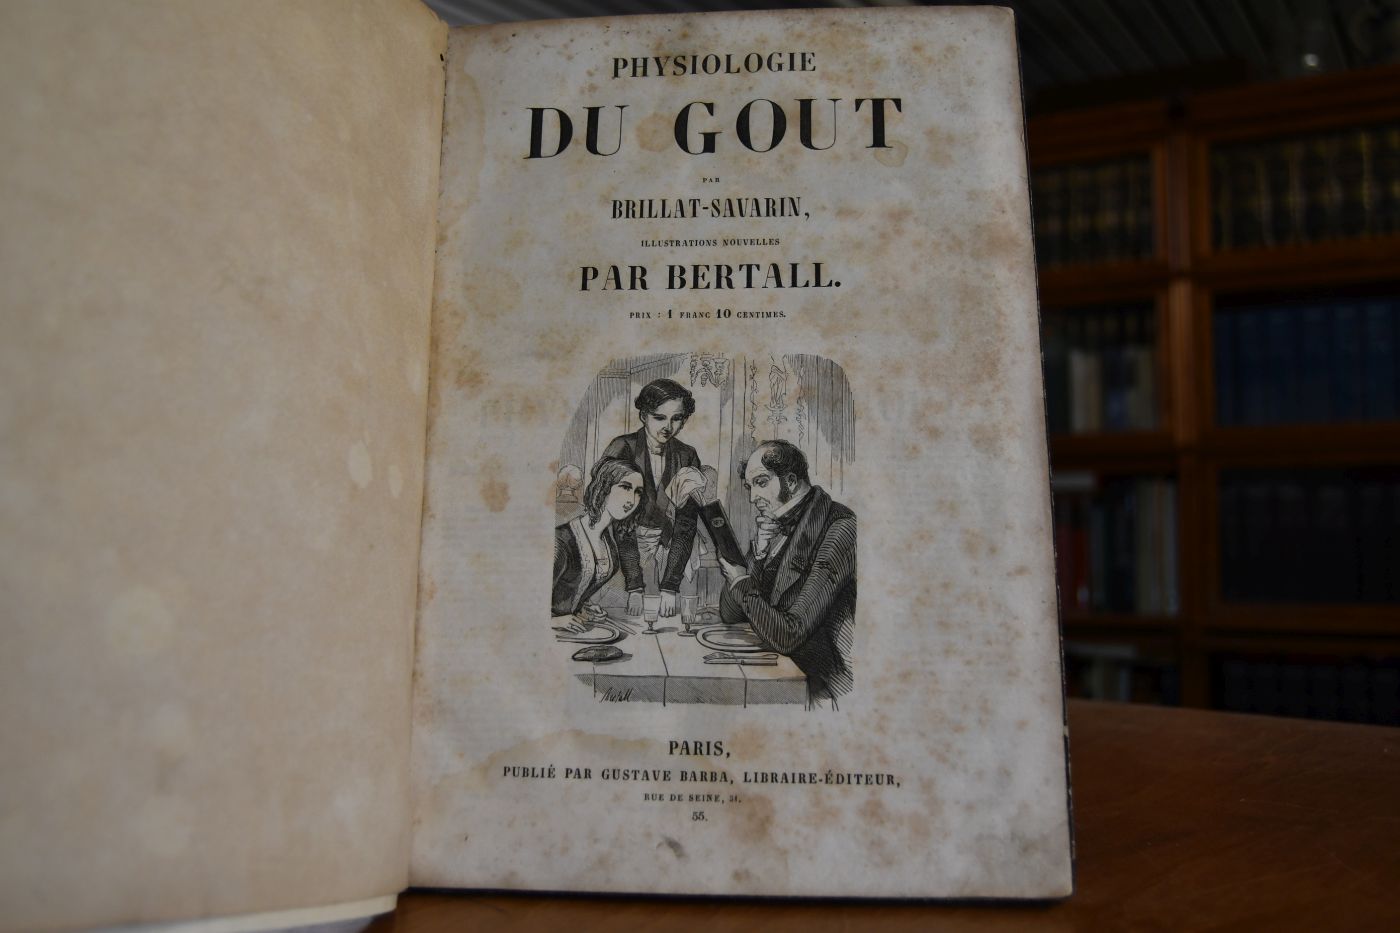 PHYSIOLOGIE
DU GOUT
PAR
BRILLAT-SAVARIN,
ILLUSTRATIONS NOUVELLES
PAR BERTALL.
PRIX : 1 FRANC 10 CENTIMES.
Bertall
PARIS,
PUBLIÉ PAR GUSTAVE BARBA, LIBRAIRE-ÉDITEUR,
RUE DE SEINE, 31.
55.